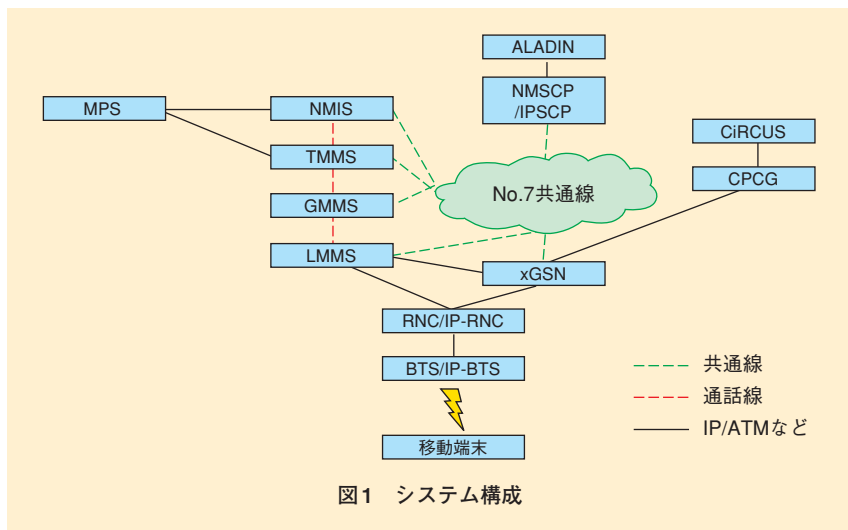 ALADIN
NMSCP
/IPSCP
MPS
NMIS
CiRCUS
TMMS
CPCG
No.7共通線
GMMS
LMMS
xGSN
RNC/IP-RNC
BTS/IP-BTS
移動端末
共通線
通話線
IP/ATMなど
図1 システム構成